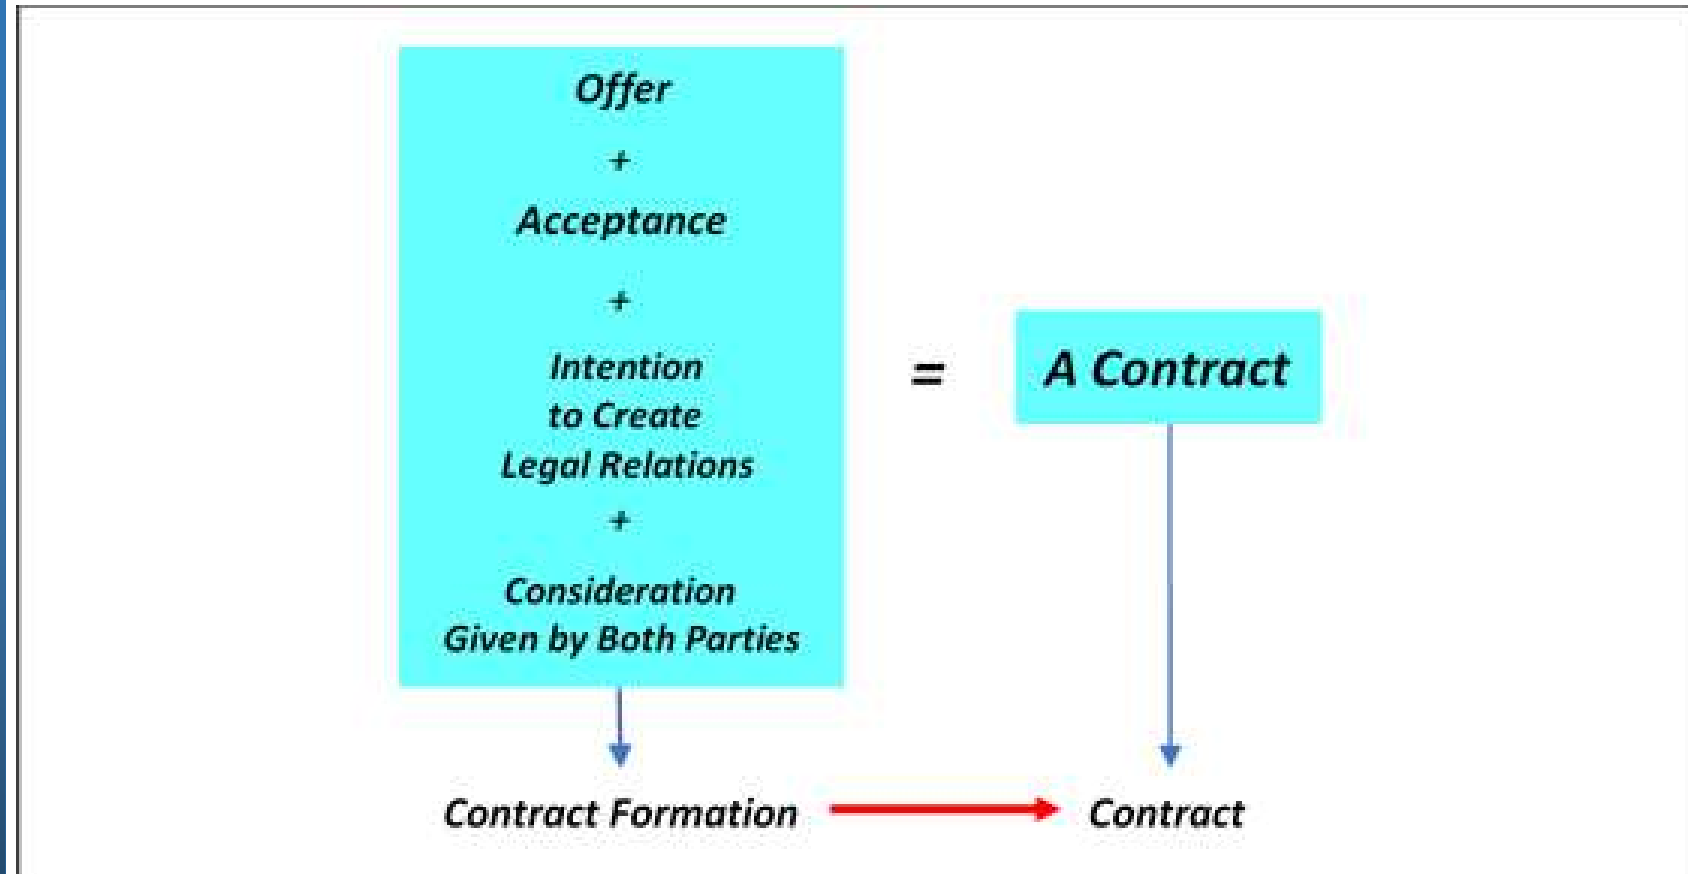 Offer
+
Acceptance
+
Intention
to Create
Legal Relations
+
Consideration
Given by Both Parties
=
A Contract
Contract Formation
Contract